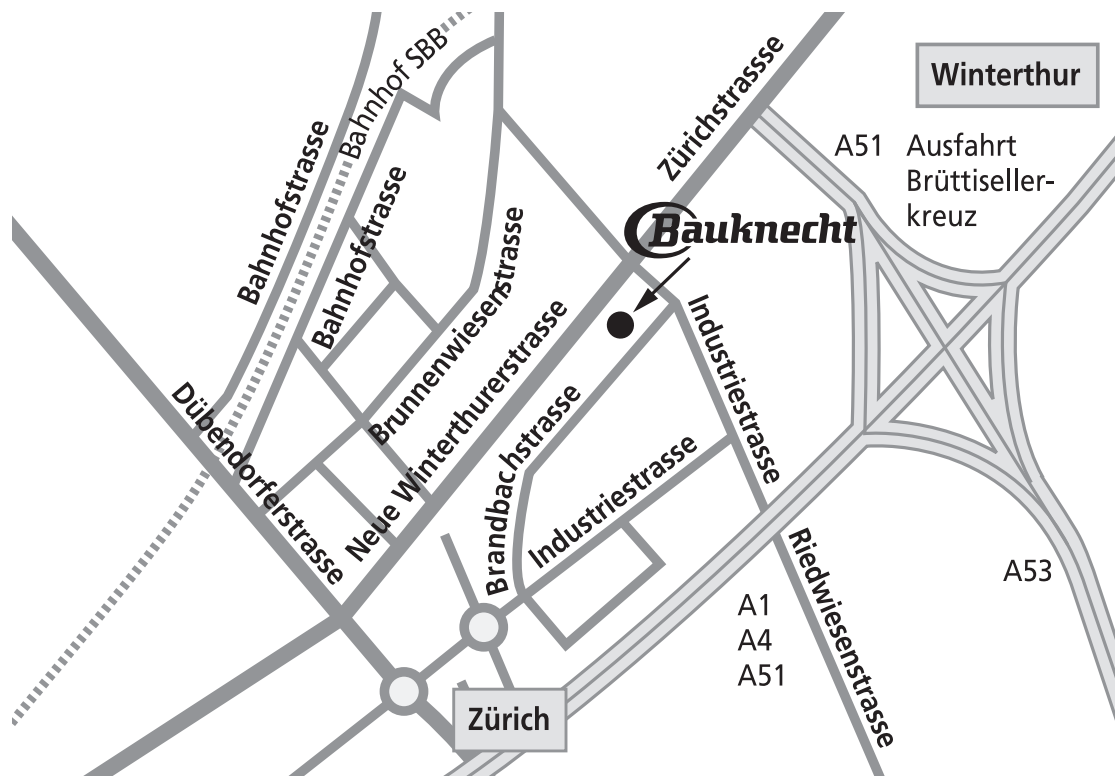 Bahnhof SBB
Winterthur
Zürichstrassse
A51 Ausfahrt
Brüttiseller-
kreuz
Bahnhofstrasse
Bahnhofstrasse
Bauknecht
Brunnenwiesenstrasse
Neue Winterthurerstrasse
Industriestrasse
Dübendorferstrasse
Brandbachstrasse
Industriestrasse
Riedwiesenstrasse
A53
A1
A4
A51
Zürich